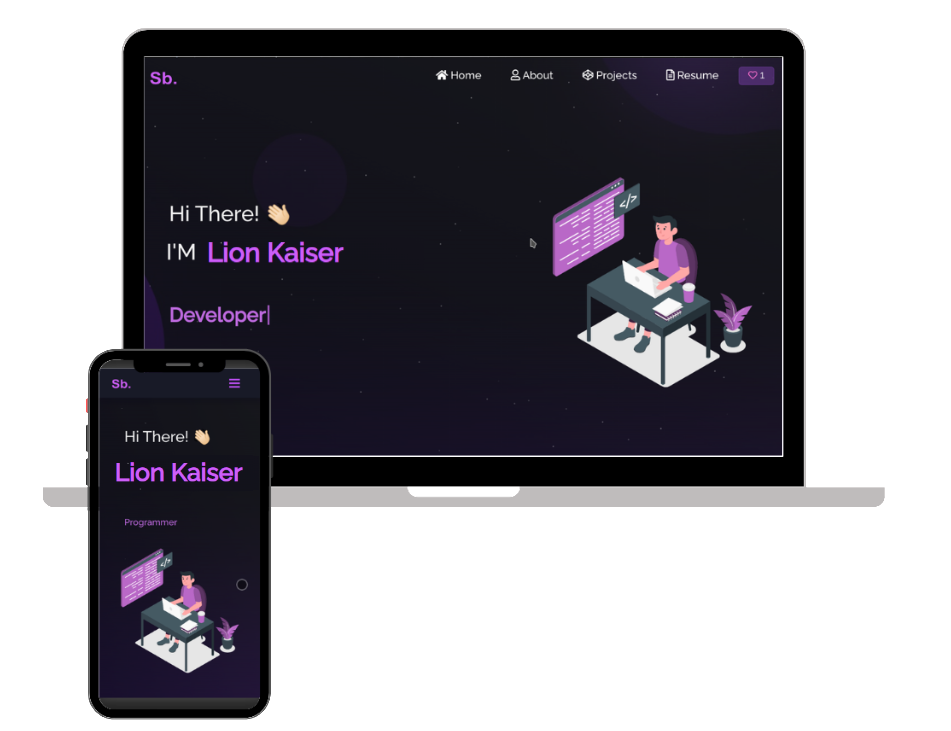 Sb.
Home
About
Projects
Resume
1
Hi There! 👋🏻
I'M Lion Kaiser
Developer|
</>
Sb.
Hi There! 👋🏻
Lion Kaiser
Programmer
</>